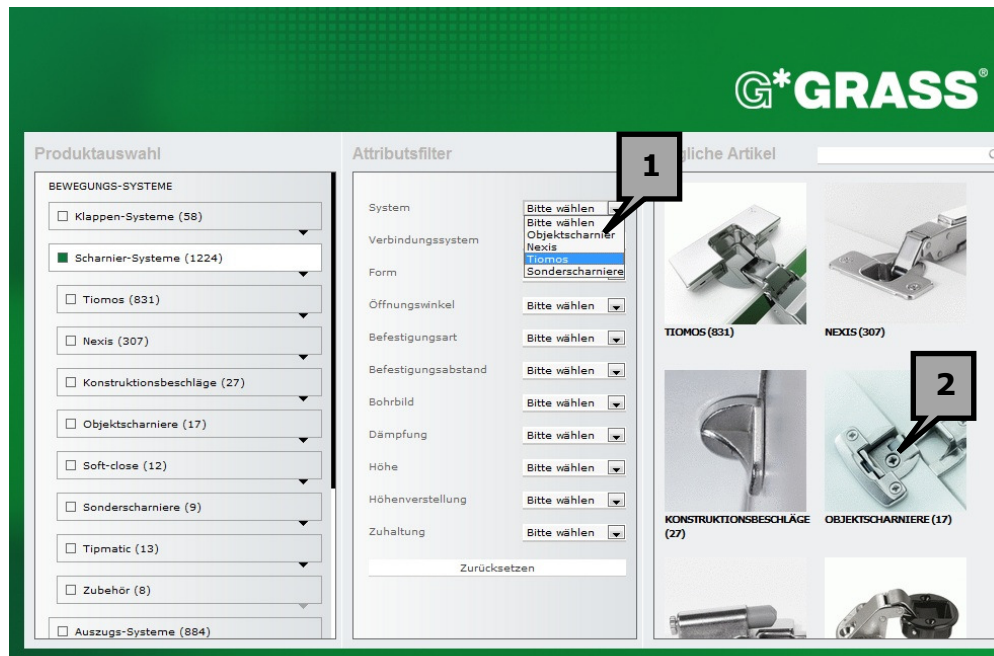 G*GRASS®
Produktauswahl
BEWEGUNGS-SYSTEME
Klappen-Systeme (58)
Scharnier-Systeme (1224)
Tiomos (831)
Nexis (307)
Konstruktionsbeschläge (27)
Objektscharniere (17)
Soft-close (12)
Sonderscharniere (9)
Tipmatic (13)
Zubehör (8)
Auszugs-Systeme (884)
Attributsfilter
System Bitte wählen
Bitte wählen
Objektscharnier
Nexis
Tiomos
Sonderscharniere
Verbindungssystem
Form
Öffnungswinkel Bitte wählen
Befestigungsart Bitte wählen
Befestigungsabstand Bitte wählen
Bohrbild Bitte wählen
Dämpfung Bitte wählen
Höhe Bitte wählen
Höhenverstellung Bitte wählen
Zuhaltung Bitte wählen
Zurücksetzen
1
Artikel
TIOMOS (831)
NEXIS (307)
2
KONSTRUKTIONSBESCHLÄGE
(27)
OBJEKTSCHARNIERE (17)